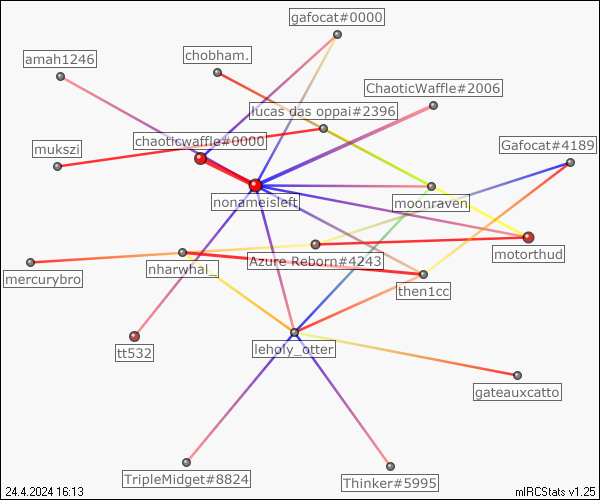 gafocat#0000
amah1246
chobham.
ChaoticWaffle#2006
lucas das oppai#2396
chaoticwaffle#0000
mukszi
Gafocat#4189
nonameisleft
moonraven
motorthud
Azure Reborn#4243
nharwhal_
mercurybro
then1cc
tt532
leholy_otter
gateauxcatto
TripleMidget#8824
Thinker#5995
24.4.2024 16:13
mIRCStats v1.25